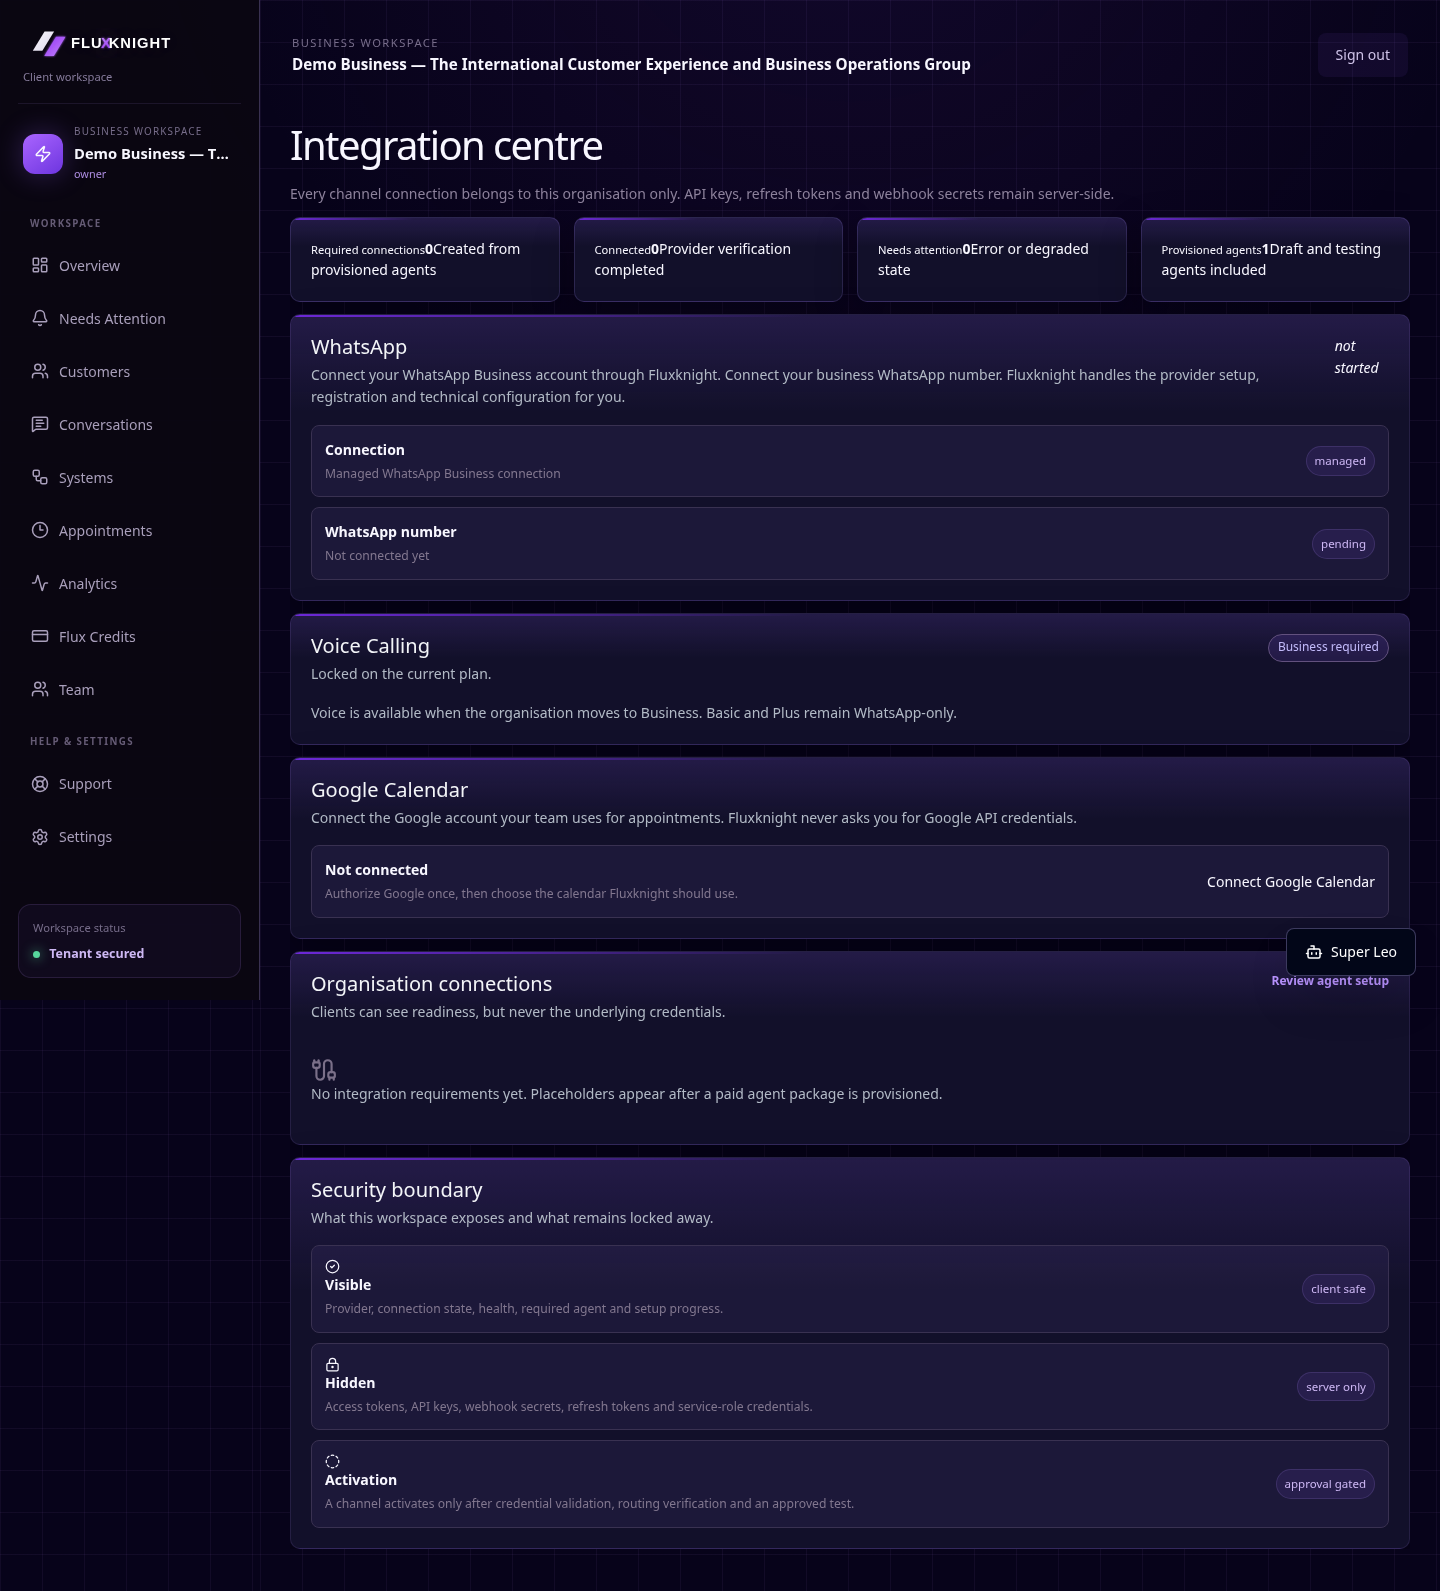 FLUXKNIGHT
Client workspace
BUSINESS WORKSPACE
Demo Business — T...
owner
WORKSPACE
Overview
Needs Attention
Customers
Conversations
Systems
Appointments
Analytics
Flux Credits
Team
HELP & SETTINGS
Support
Settings
Workspace status
Tenant secured
BUSINESS WORKSPACE
Demo Business — The International Customer Experience and Business Operations Group
Sign out
Integration centre
Every channel connection belongs to this organisation only. API keys, refresh tokens and webhook secrets remain server-side.
Required connections0Created from
provisioned agents
Connected0Provider verification
completed
Needs attention0Error or degraded
state
Provisioned agents1Draft and testing
agents included
WhatsApp
not
started
Connect your WhatsApp Business account through Fluxknight. Connect your business WhatsApp number. Fluxknight handles the provider setup,
registration and technical configuration for you.
Connection
Managed WhatsApp Business connection
managed
WhatsApp number
Not connected yet
pending
Voice Calling
Business required
Locked on the current plan.
Voice is available when the organisation moves to Business. Basic and Plus remain WhatsApp-only.
Google Calendar
Connect the Google account your team uses for appointments. Fluxknight never asks you for Google API credentials.
Not connected
Authorize Google once, then choose the calendar Fluxknight should use.
Connect Google Calendar
Super Leo
Organisation connections
Review agent setup
Clients can see readiness, but never the underlying credentials.
No integration requirements yet. Placeholders appear after a paid agent package is provisioned.
Security boundary
What this workspace exposes and what remains locked away.
Visible
Provider, connection state, health, required agent and setup progress.
client safe
Hidden
Access tokens, API keys, webhook secrets, refresh tokens and service-role credentials.
server only
Activation
A channel activates only after credential validation, routing verification and an approved test.
approval gated